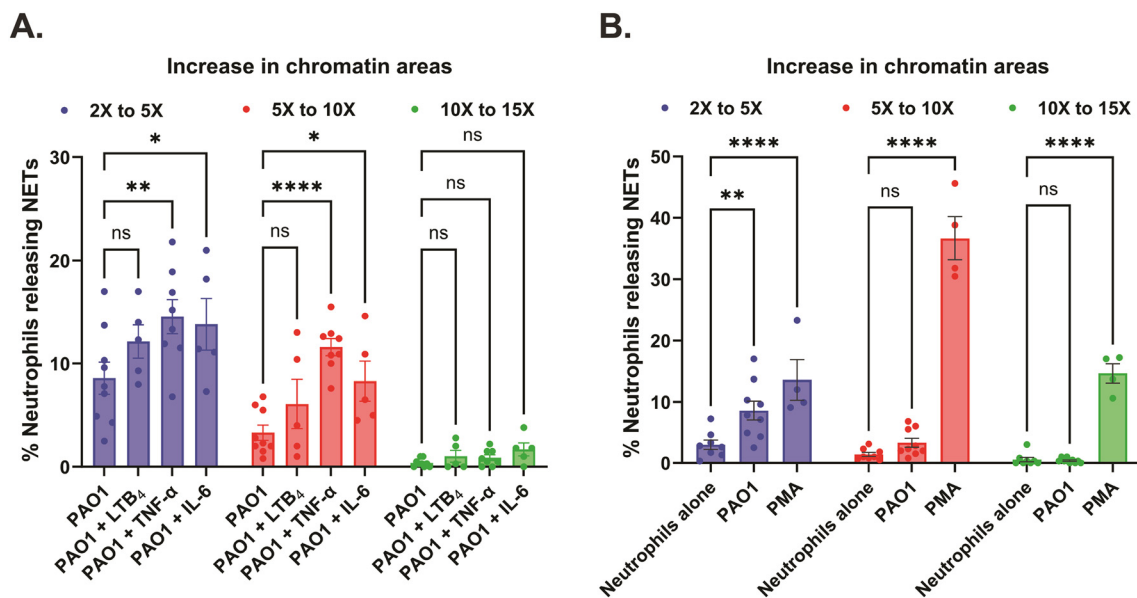 A.
Increase in chromatin areas
2X to 5X 5X to 10X 10X to 15X
% Neutrophils releasing NETs
30
20
10
0
*
**
ns
*
****
ns
ns
ns
ns
PAO1
PAO1 + LTB₄
PAO1 + TNF-α
PAO1 + IL-6
PAO1
PAO1 + LTB₄
PAO1 + TNF-α
PAO1 + IL-6
PAO1
PAO1 + LTB₄
PAO1 + TNF-α
PAO1 + IL-6
B.
Increase in chromatin areas
2X to 5X 5X to 10X 10X to 15X
% Neutrophils releasing NETs
50
40
30
20
10
0
****
**
****
ns
****
ns
Neutrophils alone
PAO1
PMA
Neutrophils alone
PAO1
PMA
Neutrophils alone
PAO1
PMA